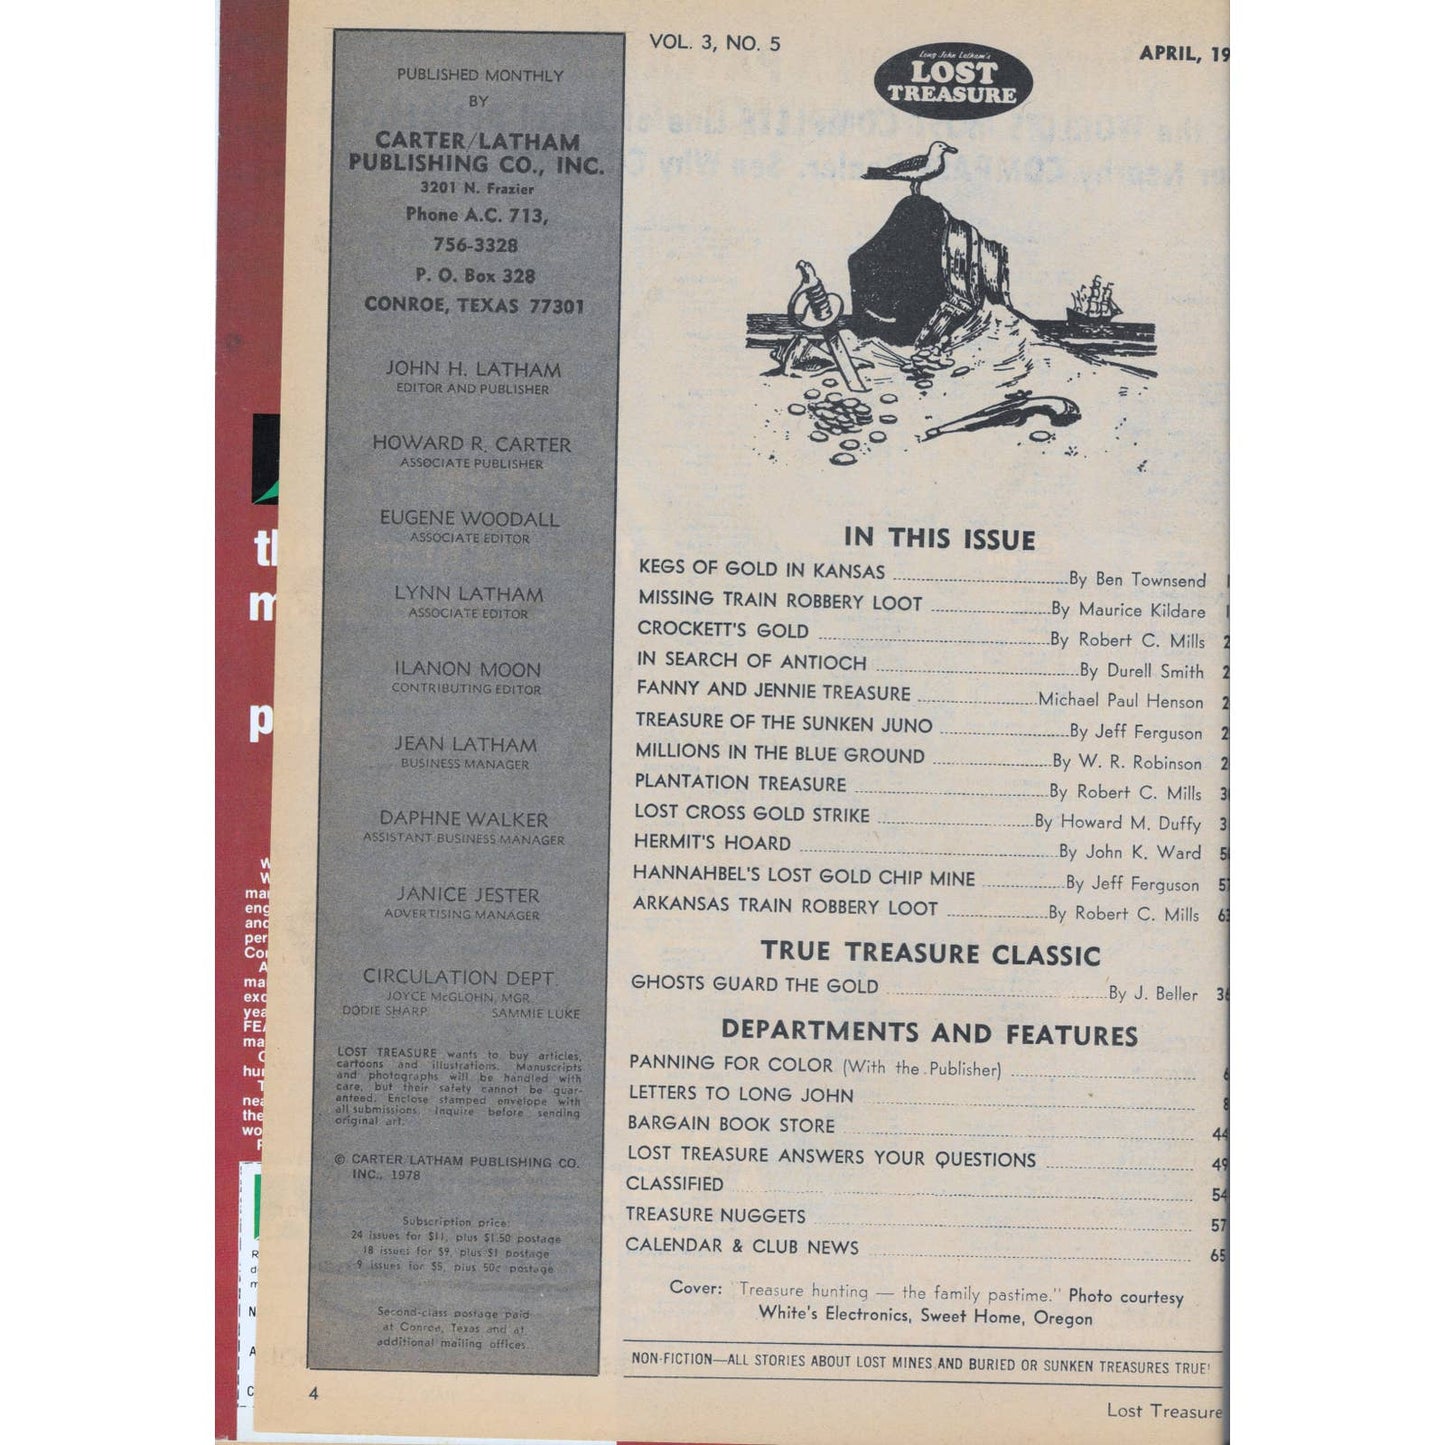 PUBLISHED MONTHLY
BY
CARTER/LATHAM
PUBLISHING CO., INC.
3201 N. Frazier
Phone A.C. 713,
756-3328
P. O. Box 328
CONROE, TEXAS 77301
JOHN H. LATHAM
EDITOR AND PUBLISHER
HOWARD R. CARTER
ASSOCIATE PUBLISHER
EUGENE WOODALL
ASSOCIATE EDITOR
LYNN LATHAM
ASSOCIATE EDITOR
ILANON MOON
CONTRIBUTING EDITOR
JEAN LATHAM
BUSINESS MANAGER
DAPHNE WALKER
ASSISTANT BUSINESS MANAGER
JANICE JESTER
ADVERTISING MANAGER
CIRCULATION DEPT.
JOYCE McGLOHN, MGR.
DODIE SHARP SAMMIE LUKE
LOST TREASURE wants to buy articles,
cartoons and illustrations. Manuscripts
and photographs will be handled with
care, but their safety cannot be guar-
anteed. Enclose stamped envelope with
all submissions. Inquire before sending
original art.
© CARTER LATHAM PUBLISHING CO.
INC., 1978
Subscription price:
24 issues for $11, plus $1.50 postage
18 issues for $9, plus $1 postage
9 issues for $5, plus 50c postage
Second-class postage paid
at Conroe, Texas and at
additional mailing offices.
4
VOL. 3, NO. 5
Long John Latham's
LOST
TREASURE
APRIL, 19
IN THIS ISSUE
KEGS OF GOLD IN KANSAS By Ben Townsend
MISSING TRAIN ROBBERY LOOT By Maurice Kildare
CROCKETT'S GOLD By Robert C. Mills 2
IN SEARCH OF ANTIOCH By Durell Smith 2
FANNY AND JENNIE TREASURE Michael Paul Henson 2
TREASURE OF THE SUNKEN JUNO By Jeff Ferguson 2
MILLIONS IN THE BLUE GROUND By W. R. Robinson 2
PLANTATION TREASURE By Robert C. Mills 3
LOST CROSS GOLD STRIKE By Howard M. Duffy 3
HERMIT'S HOARD By John K. Ward 5
HANNAHBEL'S LOST GOLD CHIP MINE By Jeff Ferguson 5
ARKANSAS TRAIN ROBBERY LOOT By Robert C. Mills 63
TRUE TREASURE CLASSIC
GHOSTS GUARD THE GOLD By J. Beller 36
DEPARTMENTS AND FEATURES
PANNING FOR COLOR (With the Publisher) 6
LETTERS TO LONG JOHN 8
BARGAIN BOOK STORE 44
LOST TREASURE ANSWERS YOUR QUESTIONS 49
CLASSIFIED 54
TREASURE NUGGETS 57
CALENDAR & CLUB NEWS 65
Cover: "Treasure hunting — the family pastime." Photo courtesy
White's Electronics, Sweet Home, Oregon
NON-FICTION—ALL STORIES ABOUT LOST MINES AND BURIED OR SUNKEN TREASURES TRUE!
Lost Treasure